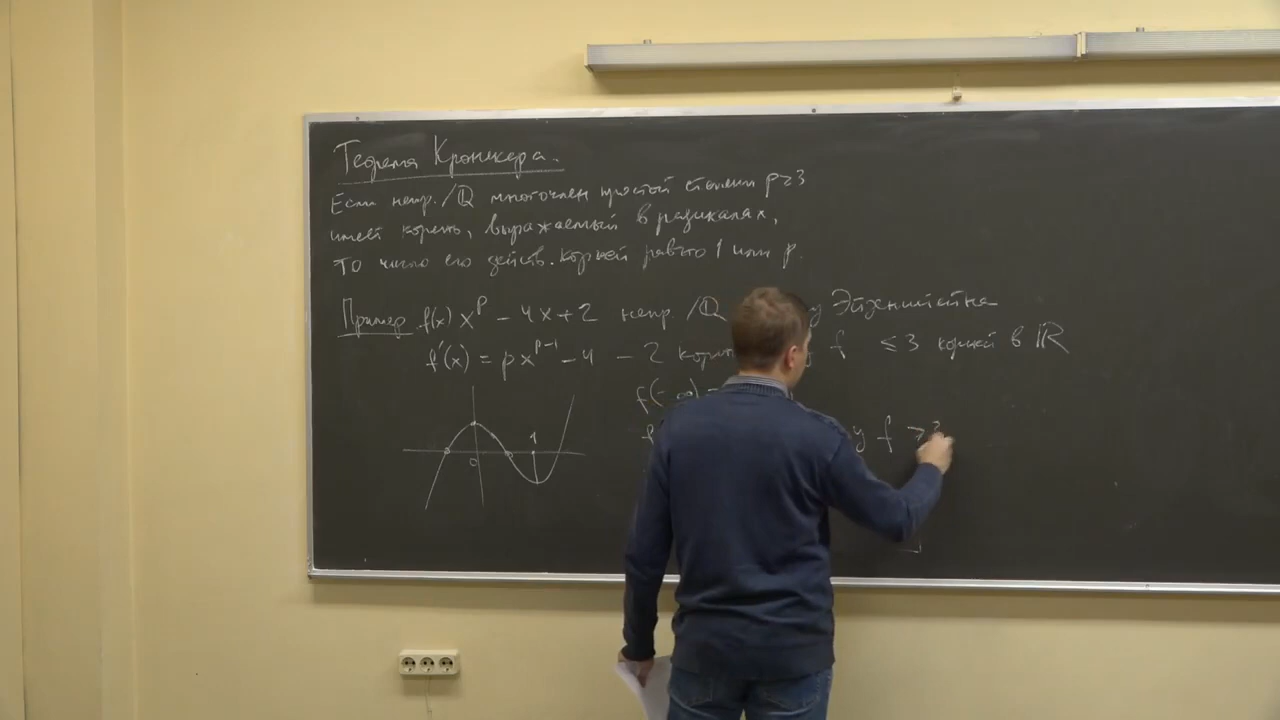 Теорема Кронекера.
Если непр./ℚ многочлен простой степени p≥3
имеет корень, выражаемый в радикалах,
то число его действ. корней равно 1 или p.
Пример f(x) x^p − 4x + 2 непр. /ℚ у Эйзенштейна
f'(x) = px^{p−1} − 4 − 2 f ≤ 3 корней в ℝ
f(−∞)
у f ≥
1
0